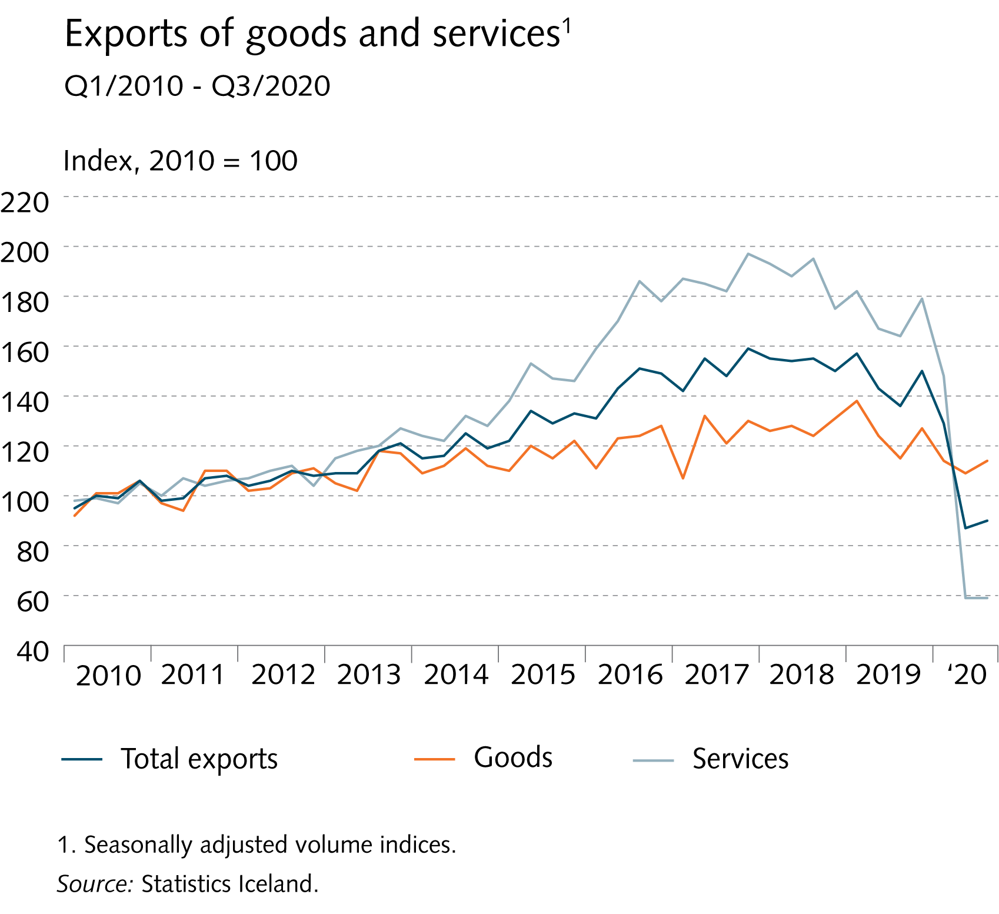 Exports of goods and services¹
Q1/2010 - Q3/2020
Index, 2010 = 100
220
200
180
160
140
120
100
80
60
40
2010 2011 2012 2013 2014 2015 2016 2017 2018 2019 ‘20
Total exports Goods Services
1. Seasonally adjusted volume indices.
Source: Statistics Iceland.